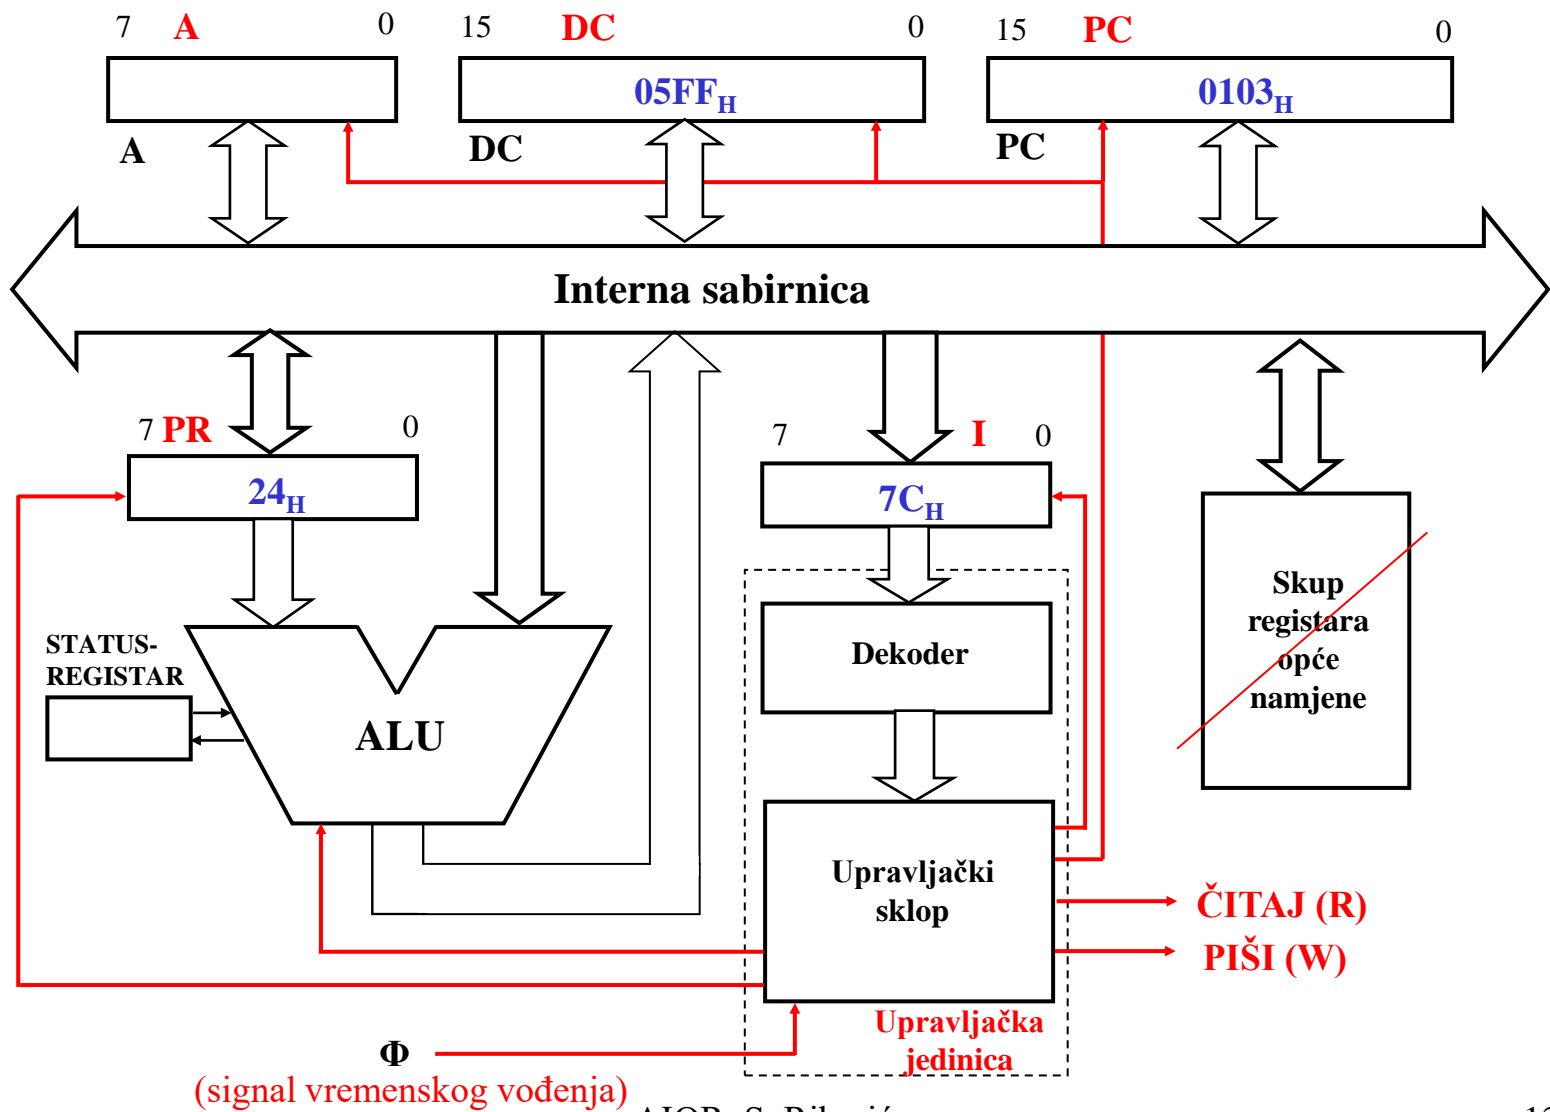 7 A 0
15 DC 0
15 PC 0
05FFH
0103H
A
DC
PC
Interna sabirnica
7 PR 0
7 I 0
24H
7CH
STATUS-
REGISTAR
ALU
Dekoder
Skup
registara
opće
namjene
Upravljački
sklop
ČITAJ (R)
PIŠI (W)
Upravljačka
jedinica
Φ
(signal vremenskog vođenja)